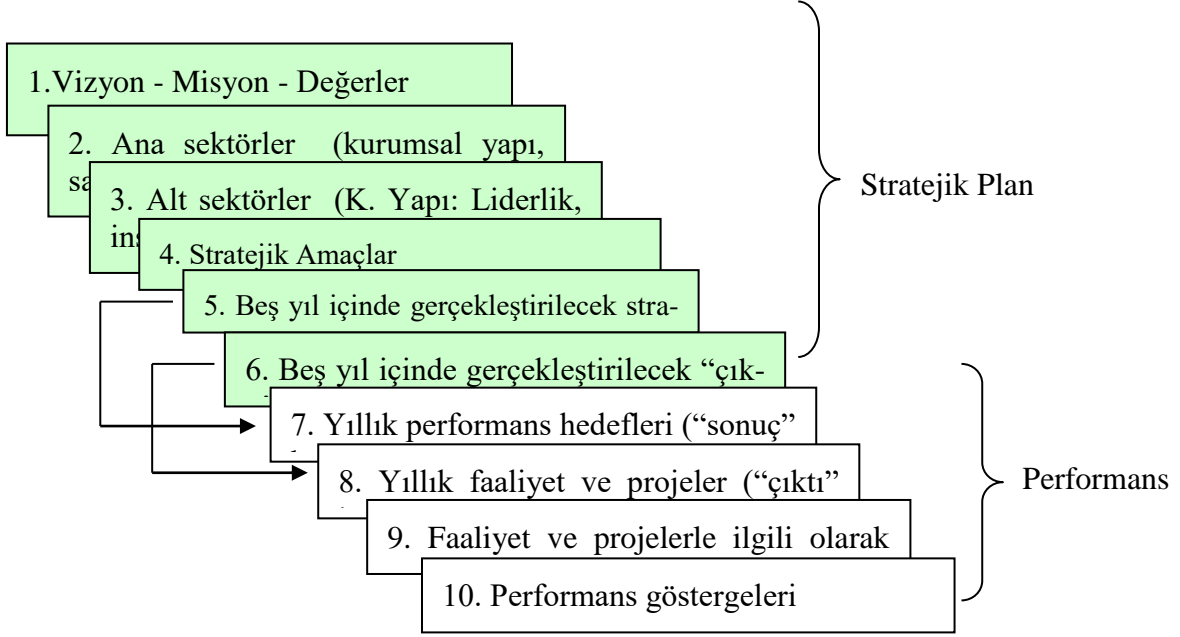 1.Vizyon - Misyon - Değerler
2. Ana sektörler (kurumsal yapı,
3. Alt sektörler (K. Yapı: Liderlik,
4. Stratejik Amaçlar
5. Beş yıl içinde gerçekleştirilecek stra-
6. Beş yıl içinde gerçekleştirilecek “çık-
7. Yıllık performans hedefleri (“sonuç”
8. Yıllık faaliyet ve projeler (“çıktı”
9. Faaliyet ve projelerle ilgili olarak
10. Performans göstergeleri
Stratejik Plan
Performans